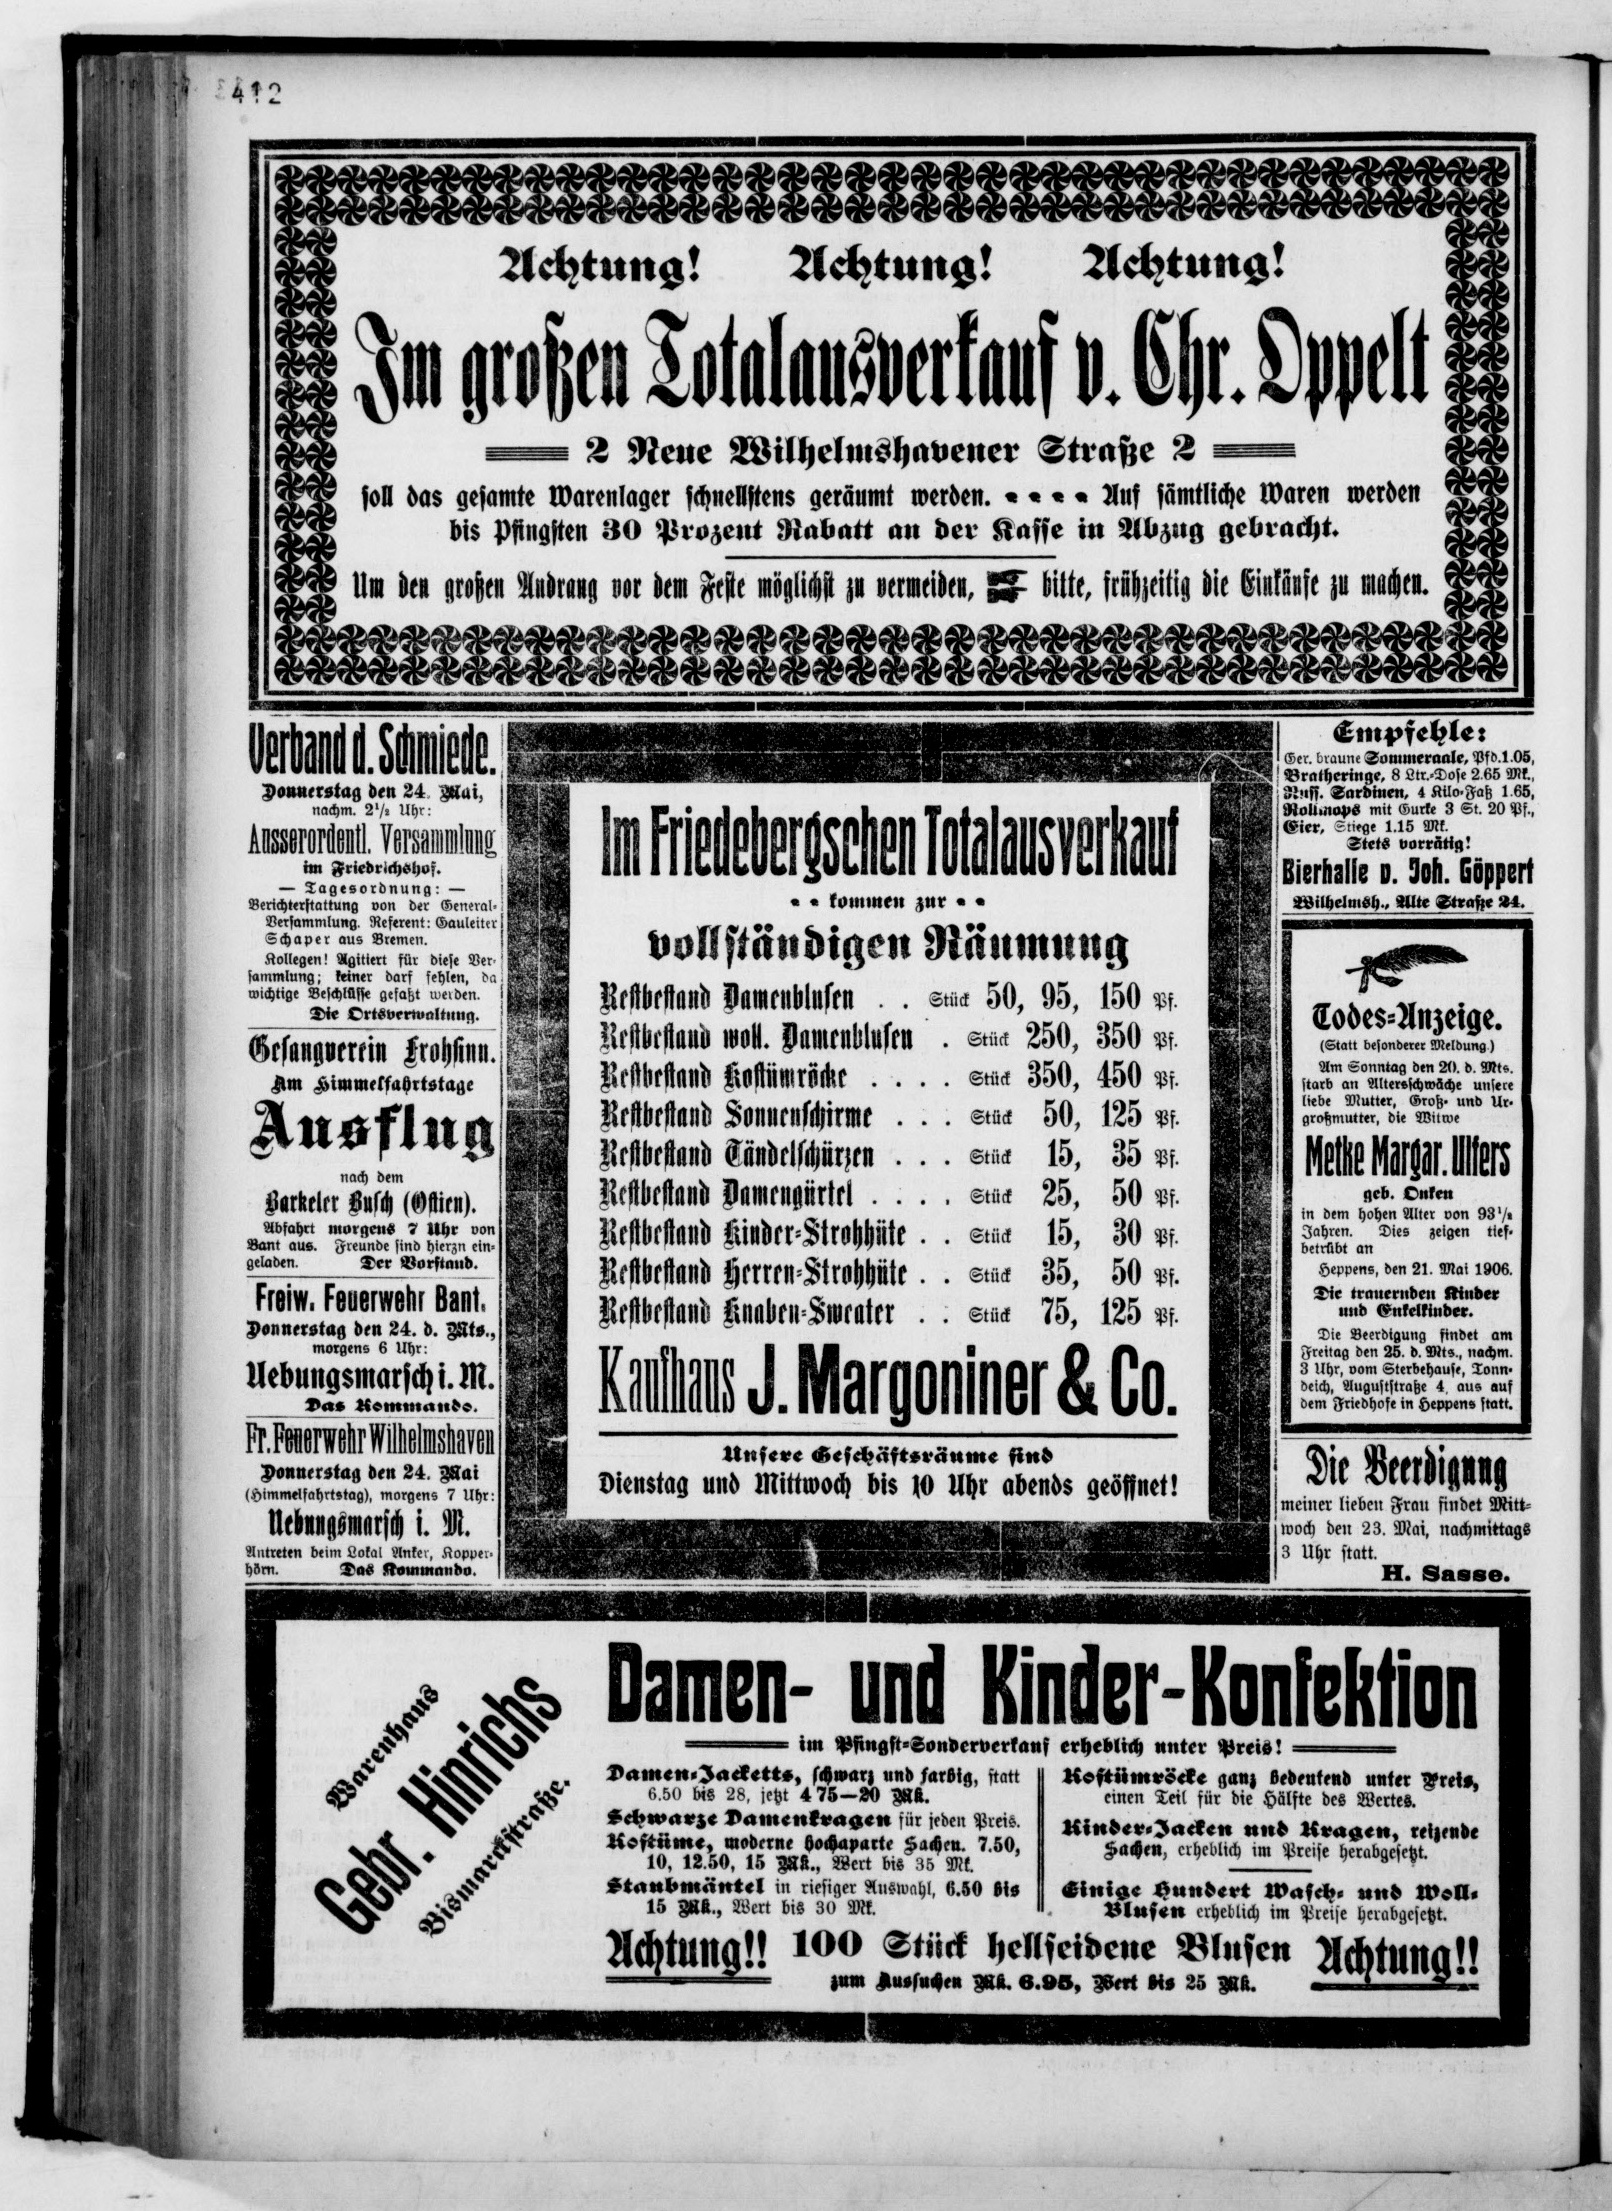 412
Achtung! Achtung! Achtung!
Im großen Totalausverkauf v. Chr. Oppelt
2 Neue Wilhelmshavener Straße 2
soll das gesamte Warenlager schnellstens geräumt werden. Auf sämtliche Waren werden
bis Pfingsten 30 Prozent Rabatt an der Kasse in Abzug gebracht.
Um den großen Andrang vor dem Feste möglichst zu vermeiden, bitte, frühzeitig die Einkäufe zu machen.
Verband d. Schmiede.
Donnerstag den 24. Mai,
nachm. 2½ Uhr:
Ausserordentl. Versammlung
im Friedrichshof.
— Tagesordnung: —
Berichterstattung von der General-
Versammlung. Referent: Gauleiter
Schaper aus Bremen.
Kollegen! Agitiert für diese Ver-
sammlung; keiner darf fehlen, da
wichtige Beschlüsse gefaßt werden.
Die Ortsverwaltung.
Gesangverein Frohsinn.
Am Himmelfahrtstage
Ausflug
nach dem
Barkeler Busch (Ostien).
Abfahrt morgens 7 Uhr von
Bant aus. Freunde sind hierzn ein-
geladen. Der Vorstand.
Freiw. Feuerwehr Bant.
Donnerstag den 24. d. Mts.,
morgens 6 Uhr:
Uebungsmarsch i. M.
Das Kommando.
Fr. Feuerwehr Wilhelmshaven
Donnerstag den 24. Mai
(Himmelfahrtstag), morgens 7 Uhr:
Uebungsmarsch i. M.
Antreten beim Lokal Anker, Kopper-
hörn. Das Kommando.
Im Friedebergschen Totalausverkauf
kommen zur
vollständigen Räumung
Restbestand Damenblusen . . Stück 50, 95, 150 Pf.
Restbestand woll. Damenblusen . Stück 250, 350 Pf.
Restbestand Kostümröcke . . . . Stück 350, 450 Pf.
Restbestand Sonnenschirme . . . Stück 50, 125 Pf.
Restbestand Tändelschürzen . . . Stück 15, 35 Pf.
Restbestand Damengürtel . . . . Stück 25, 50 Pf.
Restbestand Kinder-Strohhüte . . Stück 15, 30 Pf.
Restbestand Herren-Strohhüte . . Stück 35, 50 Pf.
Restbestand Knaben-Sweater . . Stück 75, 125 Pf.
Kaufhaus J. Margoniner & Co.
Unsere Geschäftsräume sind
Dienstag und Mittwoch bis 10 Uhr abends geöffnet!
Empfehle:
Ger. braune Sommeraale, Pfd. 1.05,
Bratheringe, 8 Ltr.-Dose 2.65 Mk.,
Russ. Sardinen, 4 Kilo-Faß 1.65,
Rollmops mit Gurke 3 St. 20 Pf.,
Eier, Stiege 1.15 Mk.
Stets vorrätig!
Bierhalle v. Joh. Göppert
Wilhelmsh., Alte Straße 24.
Todes-Anzeige.
(Statt besonderer Meldung.)
Am Sonntag den 20. d. Mts.
starb an Altersschwäche unsere
liebe Mutter, Groß- und Ur-
großmutter, die Witwe
Metke Margar. Ulfers
geb. Onken
in dem hohen Alter von 93½
Jahren. Dies zeigen tief-
betrübt an
Heppens, den 21. Mai 1906.
Die trauernden Kinder
und Enkelkinder.
Die Beerdigung findet am
Freitag den 25. d. Mts., nachm.
3 Uhr, vom Sterbehause, Tonn-
deich, Auguststraße 4, aus auf
dem Friedhofe in Heppens statt.
Die Beerdigung
meiner lieben Frau findet Mitt-
woch den 23. Mai, nachmittags
3 Uhr statt.
H. Sasse.
Warenhaus
Gebr. Hinrichs
Bismarckstraße.
Damen- und Kinder-Konfektion
im Pfingst-Sonderverkauf erheblich unter Preis!
Damen-Jacketts, schwarz und farbig, statt
6.50 bis 28, jetzt 4 75—20 Mk.
Schwarze Damenkragen für jeden Preis.
Kostüme, moderne hochaparte Sachen. 7.50,
10, 12.50, 15 Mk., Wert bis 35 Mk.
Staubmäntel in riesiger Auswahl, 6.50 bis
15 Mk., Wert bis 30 Mk.
Kostümröcke ganz bedeutend unter Preis,
einen Teil für die Hälfte des Wertes.
Kinder-Jacken und Kragen, reizende
Sachen, erheblich im Preise herabgesetzt.
Einige Hundert Wasch- und Woll-
Blusen erheblich im Preise herabgesetzt.
Achtung!! 100 Stück hellseidene Blusen Achtung!!
zum Aussuchen Mk. 6.95, Wert bis 25 Mk.